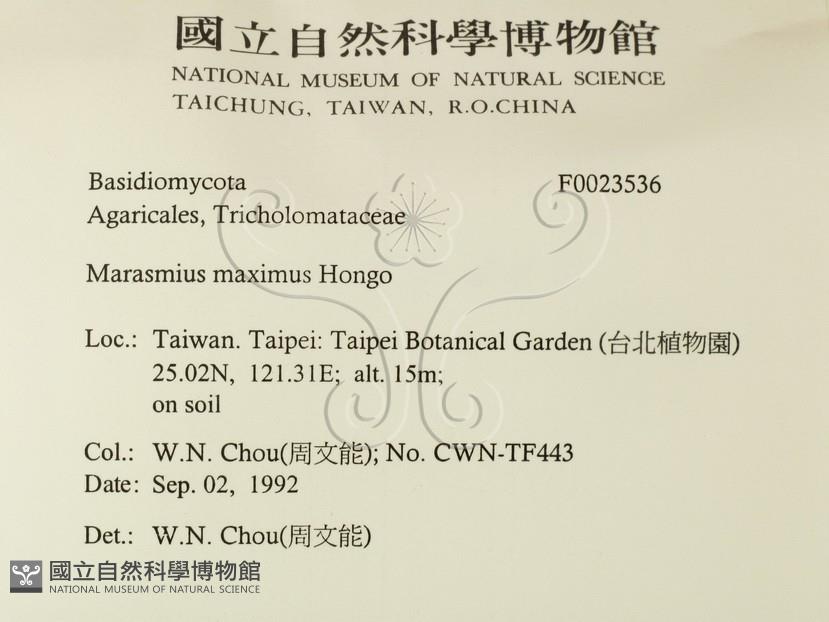 國立自然科學博物館
NATIONAL MUSEUM OF NATURAL SCIENCE
TAICHUNG, TAIWAN, R.O.CHINA
Basidiomycota F0023536
Agaricales, Tricholomataceae
Marasmius maximus Hongo
Loc.: Taiwan. Taipei: Taipei Botanical Garden (台北植物園)
25.02N, 121.31E; alt. 15m;
on soil
Col.: W.N. Chou(周文能); No. CWN-TF443
Date: Sep. 02, 1992
Det.: W.N. Chou(周文能)
國立自然科學博物館
NATIONAL MUSEUM OF NATURAL SCIENCE